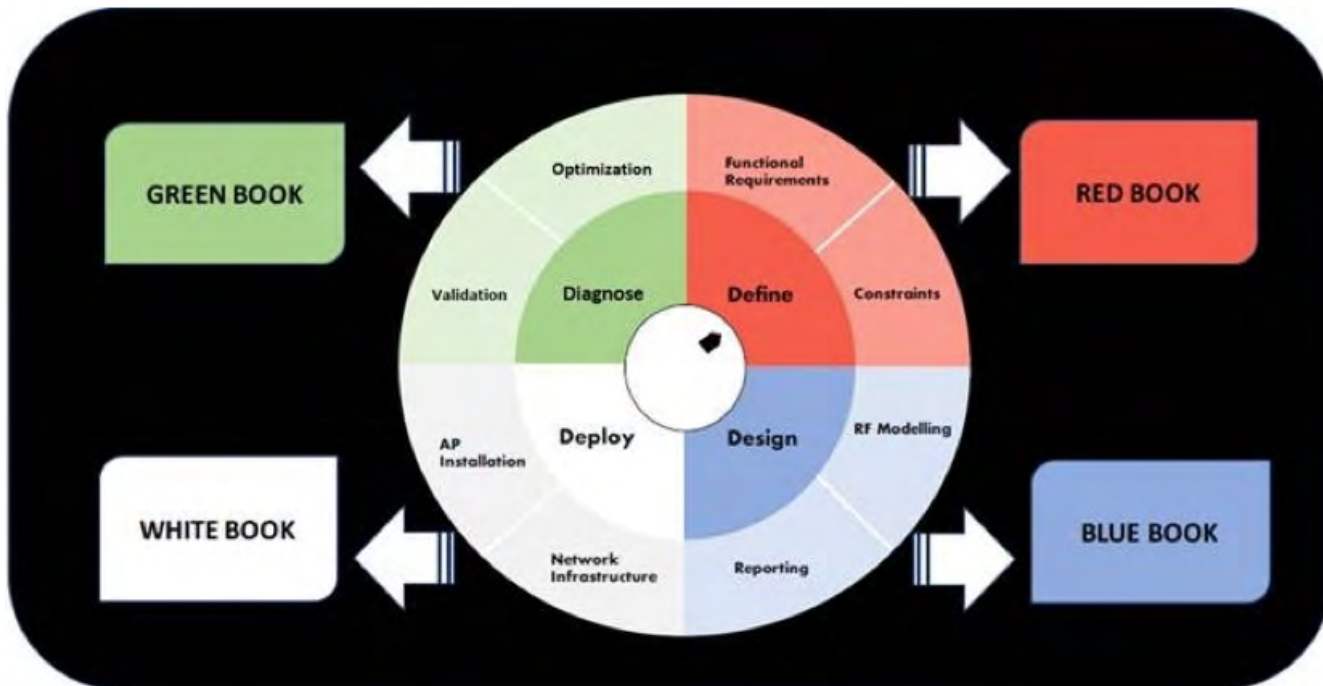 GREEN BOOK
Optimization
Functional
Requirements
RED BOOK
Validation
Diagnose
Define
Constraints
WHITE BOOK
AP
Installation
Deploy
Design
RF Modelling
BLUE BOOK
Network
Infrastructure
Reporting